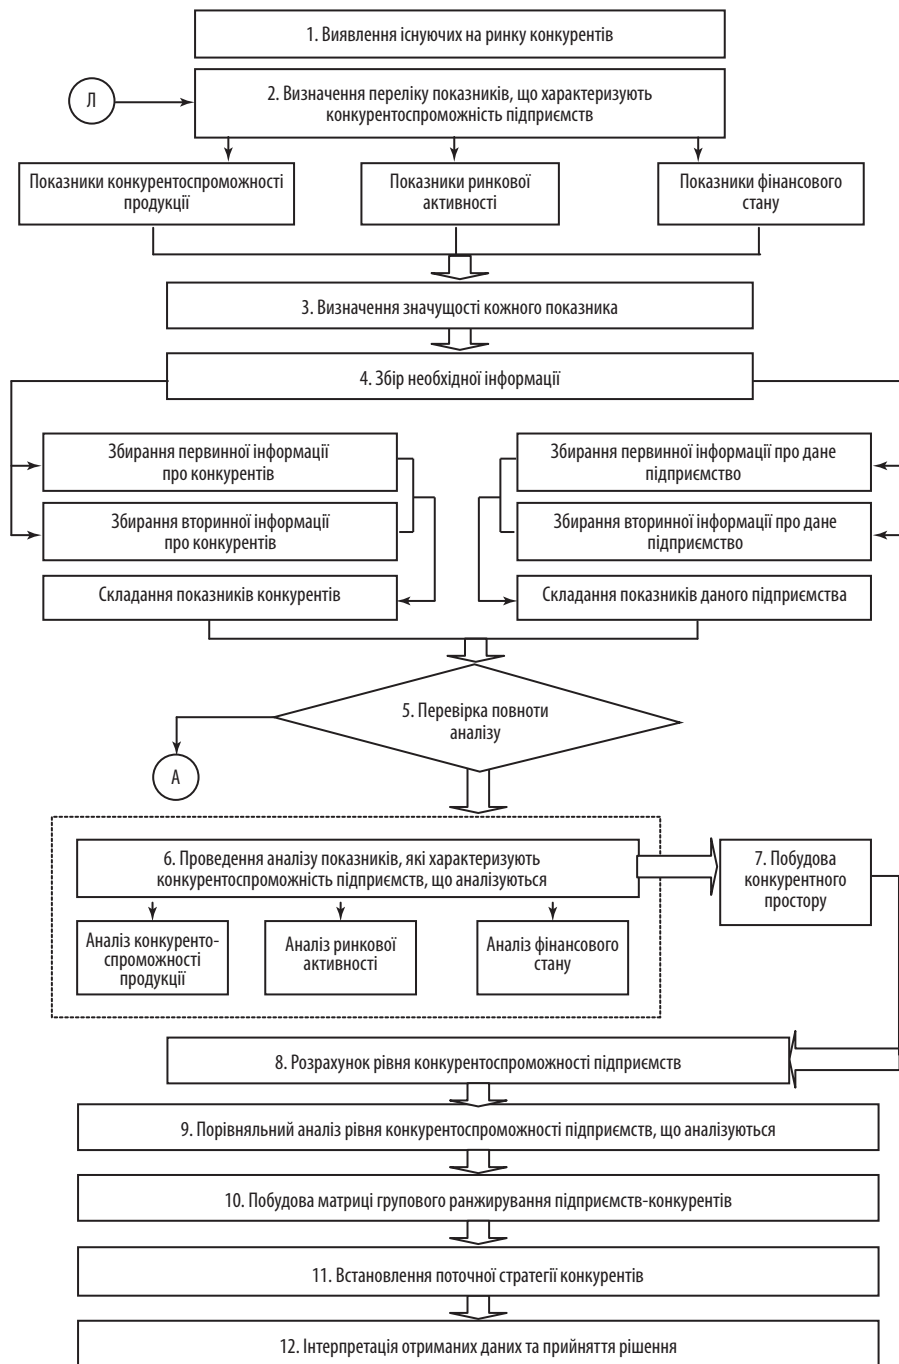 1. Виявлення існуючих на ринку конкурентів
Л
2. Визначення переліку показників, що характеризують
конкурентоспроможність підприємств
Показники конкурентоспроможності
продукції
Показники ринкової
активності
Показники фінансового
стану
3. Визначення значущості кожного показника
4. Збір необхідної інформації
Збирання первинної інформації
про конкурентів
Збирання первинної інформації про дане
підприємство
Збирання вторинної інформації
про конкурентів
Збирання вторинної інформації про дане
підприємство
Складання показників конкурентів
Складання показників даного підприємства
5. Перевірка повноти
аналізу
А
6. Проведення аналізу показників, які характеризують
конкурентоспроможність підприємств, що аналізуються
7. Побудова
конкурентного
простору
Аналіз конкуренто-
спроможності
продукції
Аналіз ринкової
активності
Аналіз фінансового
стану
8. Розрахунок рівня конкурентоспроможності підприємств
9. Порівняльний аналіз рівня конкурентоспроможності підприємств, що аналізуються
10. Побудова матриці групового ранжирування підприємств-конкурентів
11. Встановлення поточної стратегії конкурентів
12. Інтерпретація отриманих даних та прийняття рішення